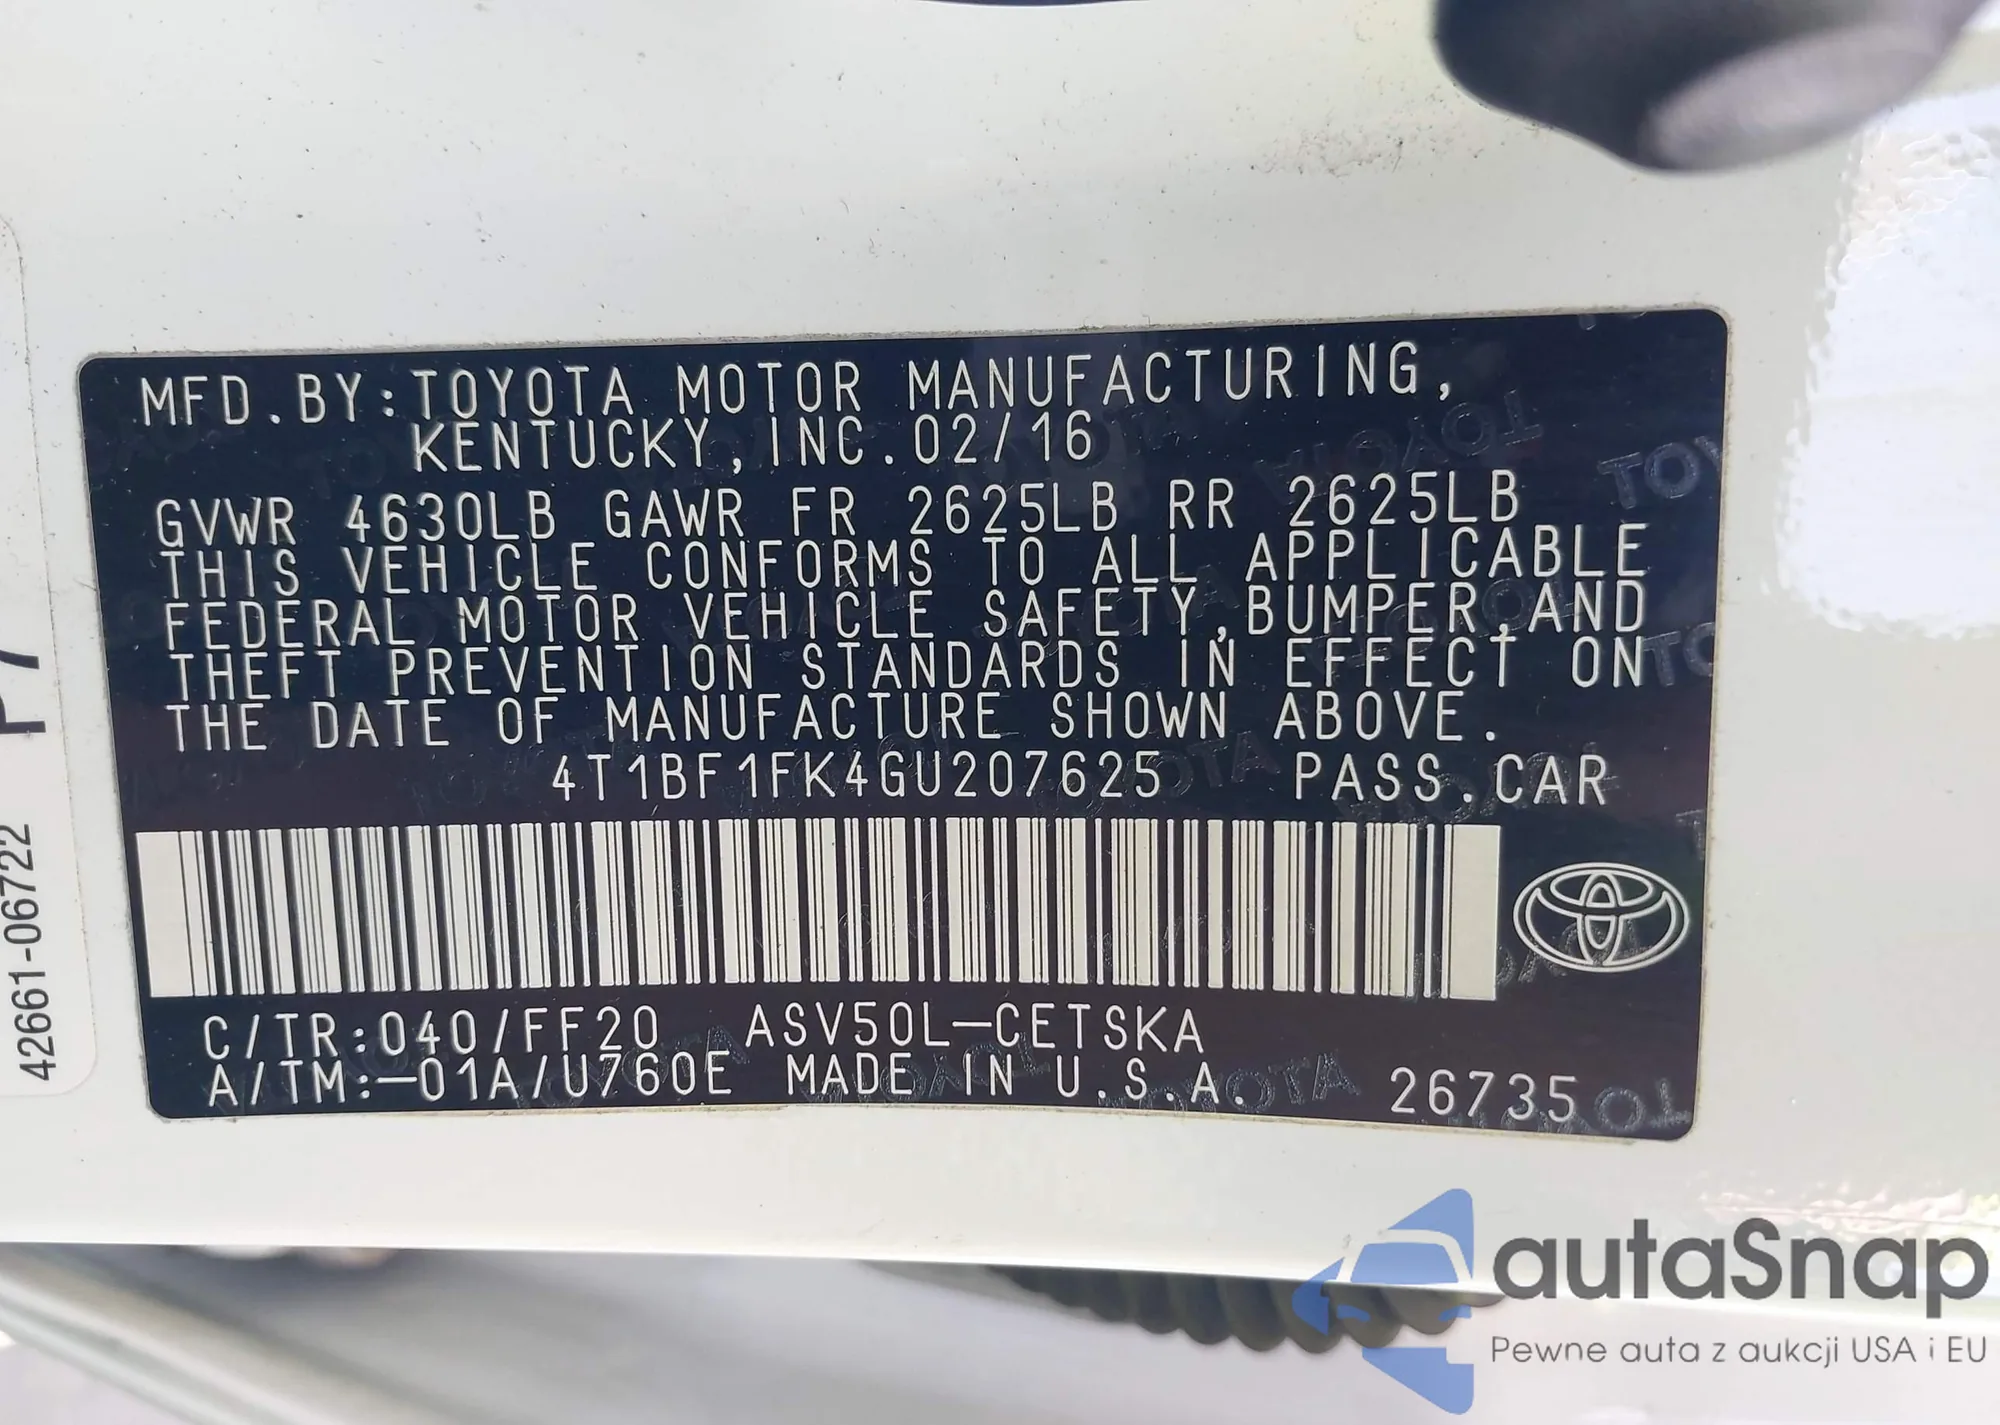 MFD.BY:TOYOTA MOTOR MANUFACTURING,
KENTUCKY,INC.02/16
GVWR 4630LB GAWR FR 2625LB RR 2625LB
THIS VEHICLE CONFORMS TO ALL APPLICABLE
FEDERAL MOTOR VEHICLE SAFETY,BUMPER,AND
THEFT PREVENTION STANDARDS IN EFFECT ON
THE DATE OF MANUFACTURE SHOWN ABOVE.
4T1BF1FK4GU207625 PASS.CAR
C/TR:040/FF20 ASV50L-CETSKA
A/TM:-01A/U760E MADE IN U.S.A. 26735
42661-06722
autaSnap
Pewne auta z aukcji USA i EU